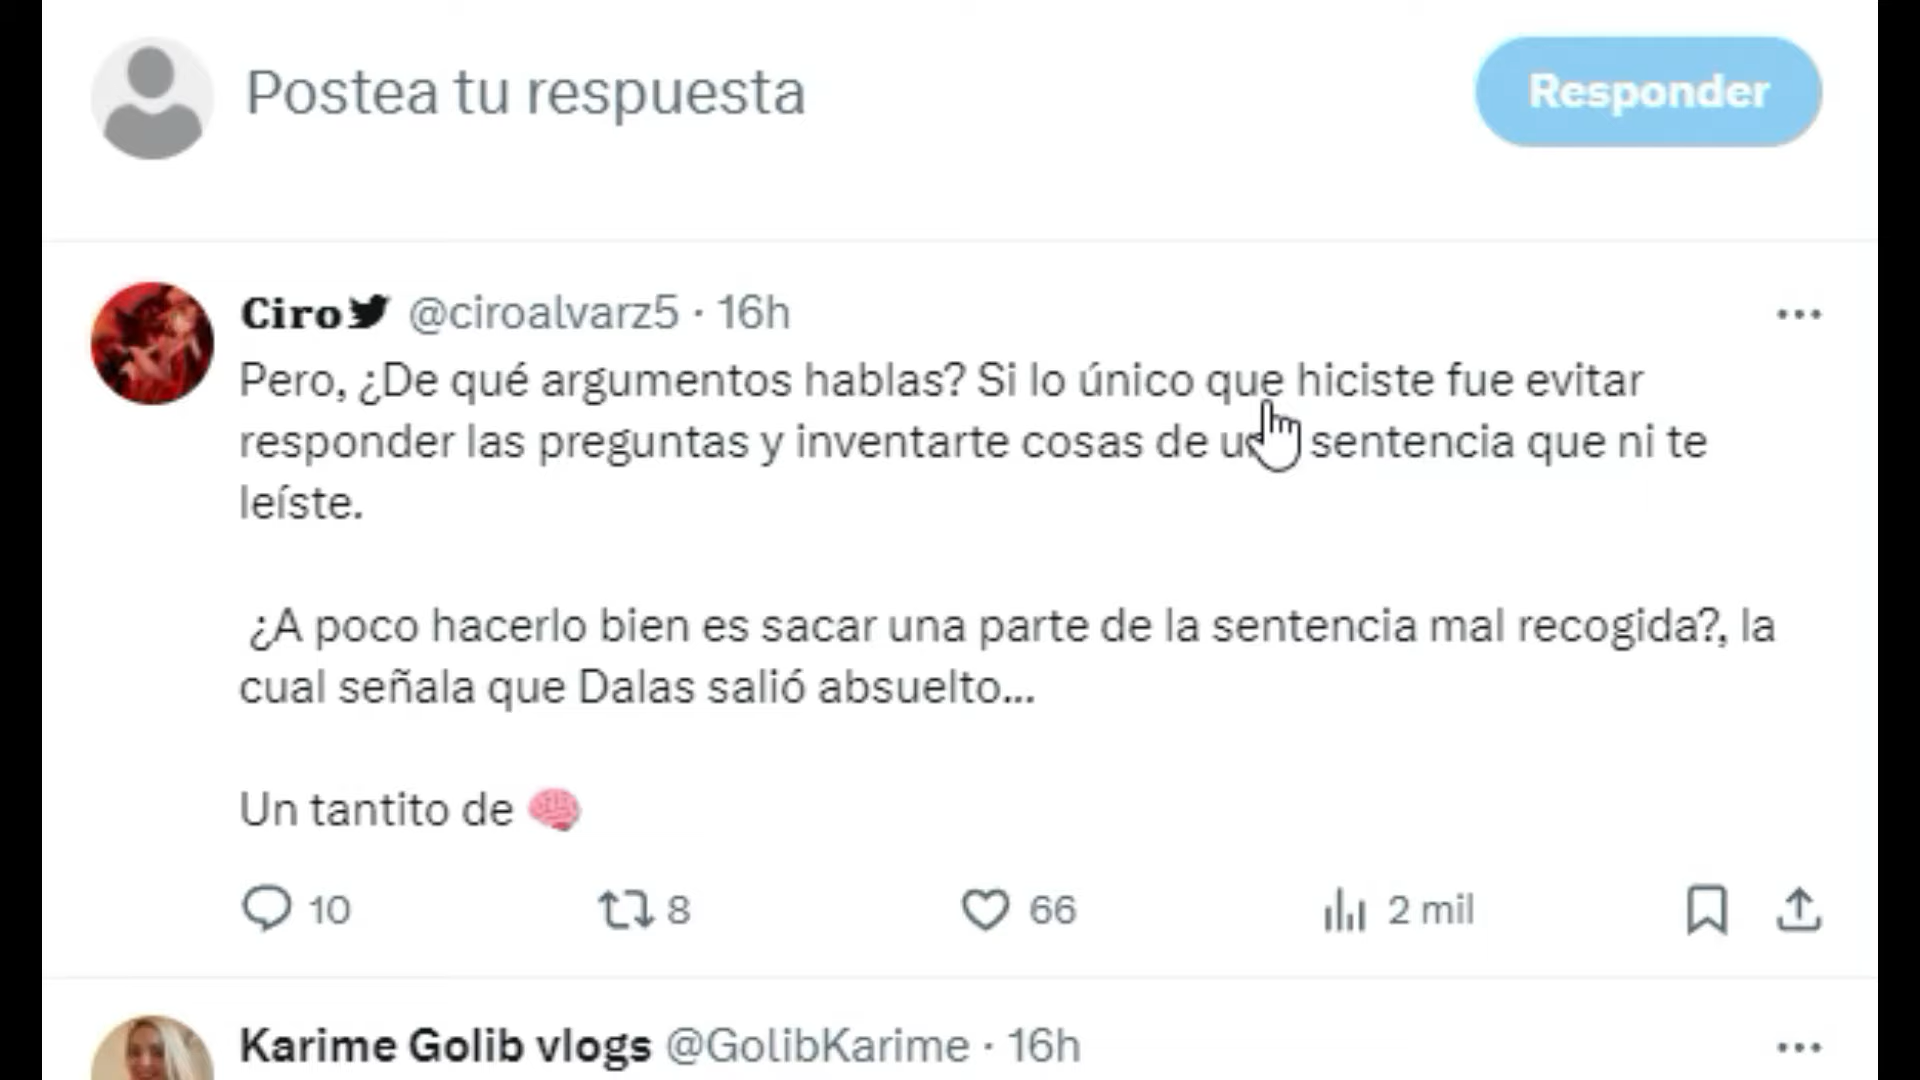 Postea tu respuesta
Responder
Ciro @ciroalvarz5 · 16h
Pero, ¿De qué argumentos hablas? Si lo único que hiciste fue evitar
responder las preguntas y inventarte cosas de sentencia que ni te
leíste.
¿A poco hacerlo bien es sacar una parte de la sentencia mal recogida?, la
cual señala que Dalas salió absuelto...
Un tantito de 🧠
10 8 66 2 mil
Karime Golib vlogs @GolibKarime · 16h